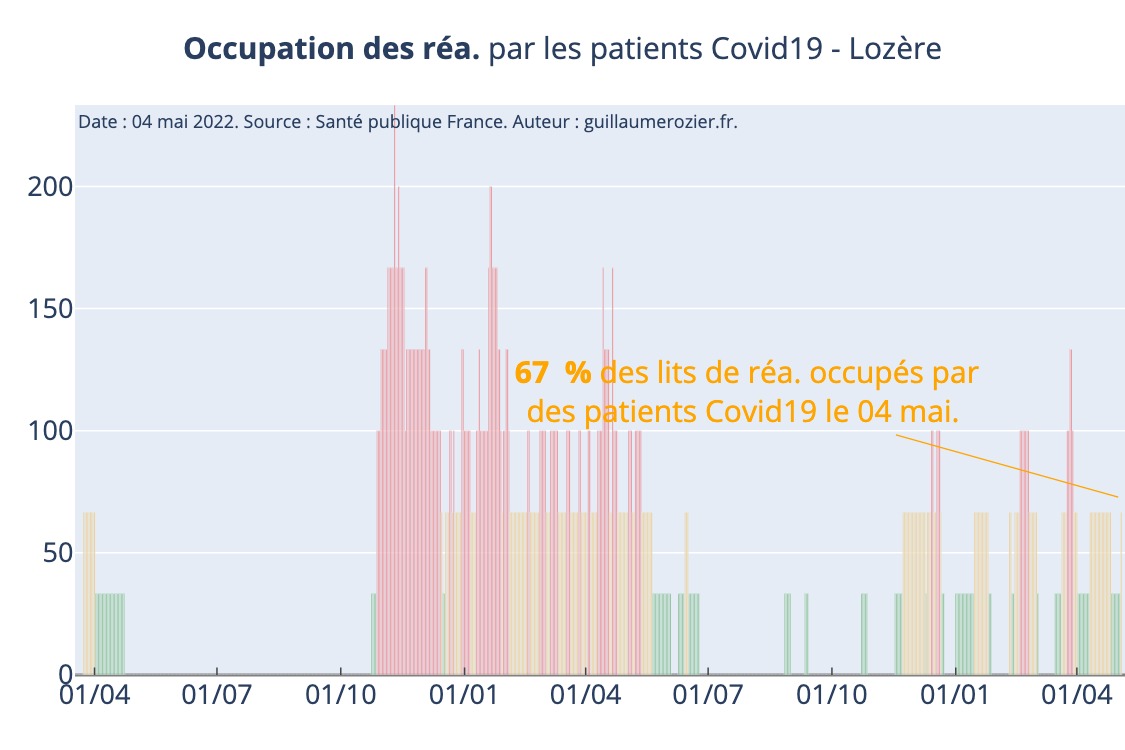 Occupation des réa. par les patients Covid19 - Lozère
Date : 04 mai 2022. Source : Santé publique France. Auteur : guillaumerozier.fr.
200
150
67 % des lits de réa. occupés par
des patients Covid19 le 04 mai.
100
50
0
01/04 01/07 01/10 01/01 01/04 01/07 01/10 01/01 01/04